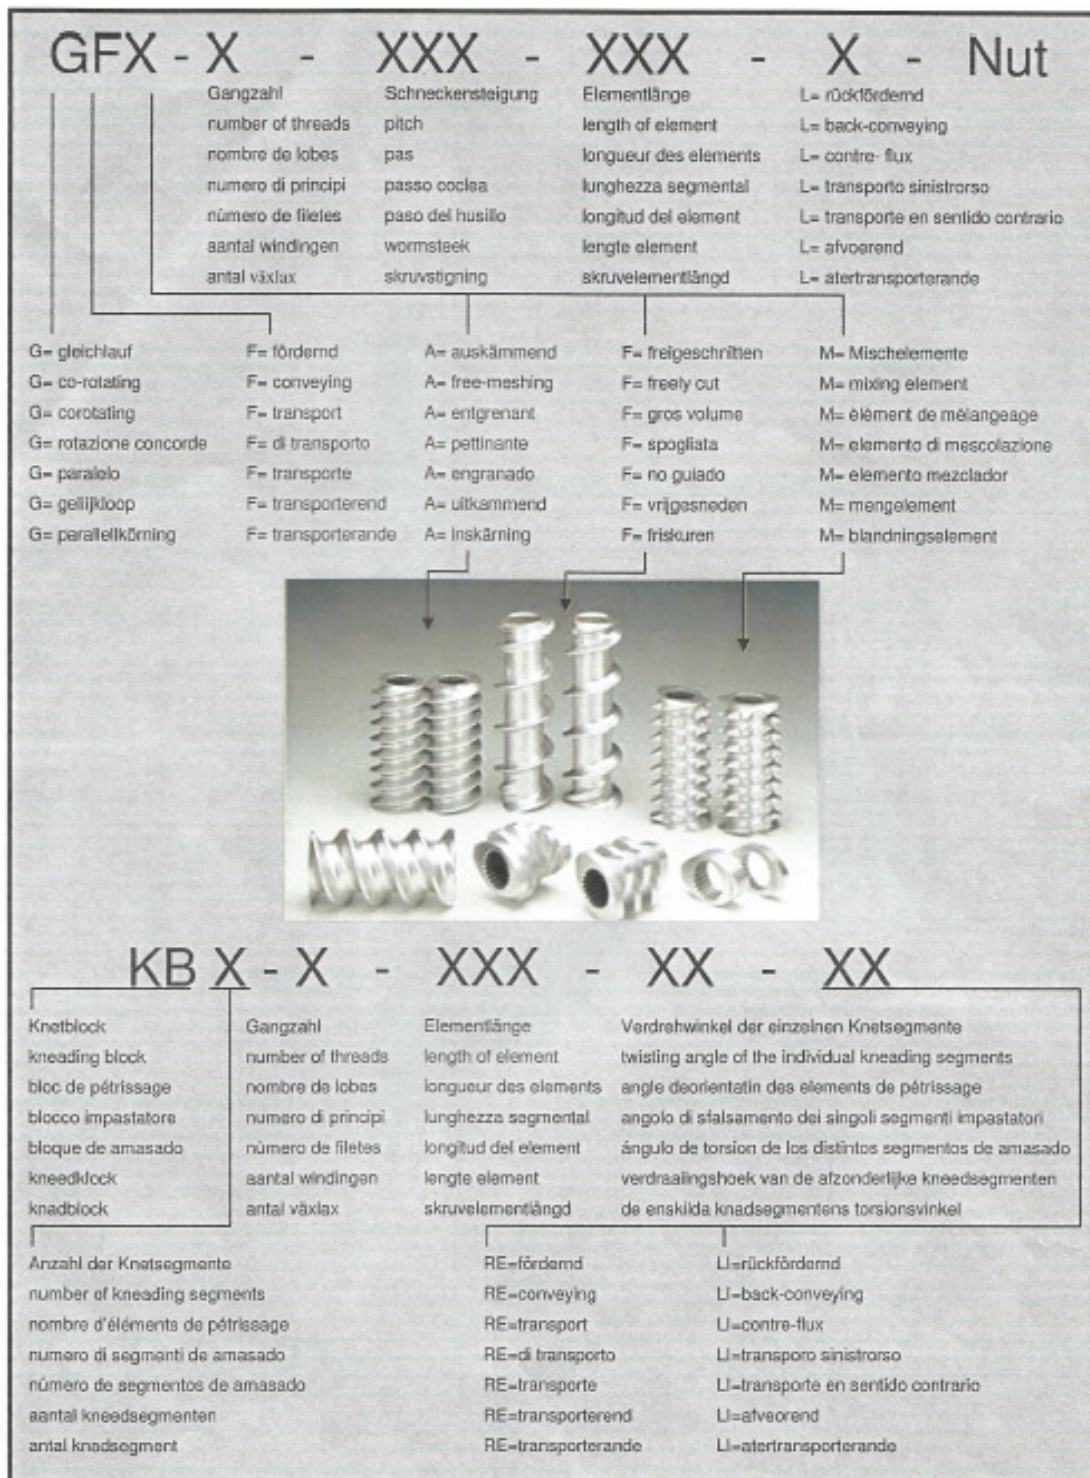 GFX - X - XXX - XXX - X - Nut
Gangzahl Schneckensteigung Elementlänge L= rückfördernd
number of threads pitch length of element L= back-conveying
nombre de lobes pas longueur des elements L= contre- flux
numero di principi passo coclea lunghezza segmental L= transporto sinistrorso
número de filetes paso del husillo longitud del element L= transporte en sentido contrario
aantal windingen wormsteek lengte element L= afvoerend
antal växlax skruvstigning skruvelementlängd L= atertransporterande
G= gleichlauf F= fördernd A= auskämmend F= freigeschnitten M= Mischelemente
G= co-rotating F= conveying A= free-meshing F= freely cut M= mixing element
G= corotating F= transport A= entgrenant F= gros volume M= élément de mélangeage
G= rotazione concorde F= di transporto A= pettinante F= spogliata M= elemento di mescolazione
G= paralelo F= transporte A= engranado F= no guiado M= elemento mezclador
G= gelijkloop F= transporterend A= uitkammend F= vrijgesneden M= mengelement
G= parallellkörning F= transporterande A= inskärning F= friskuren M= blandningselement
KB X - X - XXX - XX - XX
Knetblock Gangzahl Elementlänge Verdrehwinkel der einzelnen Knetsegmente
kneading block number of threads length of element twisting angle of the individual kneading segments
bloc de pétrissage nombre de lobes longueur des elements angle deorientatin des elements de pétrissage
blocco impastatore numero di principi lunghezza segmental angolo di sfalsamento dei singoli segmenti impastatori
bloque de amasado número de filetes longitud del element ángulo de torsion de los distintos segmentos de amasado
kneedklock aantal windingen lengte element verdraaiingshoek van de afzonderlijke kneedsegmenten
knadblock antal växlax skruvelementlängd de enskilda knadsegmentens torsionsvinkel
Anzahl der Knetsegmente RE=fördernd LI=rückfördernd
number of kneading segments RE=conveying LI=back-conveying
nombre d'éléments de pétrissage RE=transport LI=contre-flux
numero di segmenti de amasado RE=di transporto LI=transporo sinistrorso
número de segmentos de amasado RE=transporte LI=transporte en sentido contrario
aantal kneedsegmenten RE=transporterend LI=afveorend
antal knadsegment RE=transporterande LI=atertransporterande